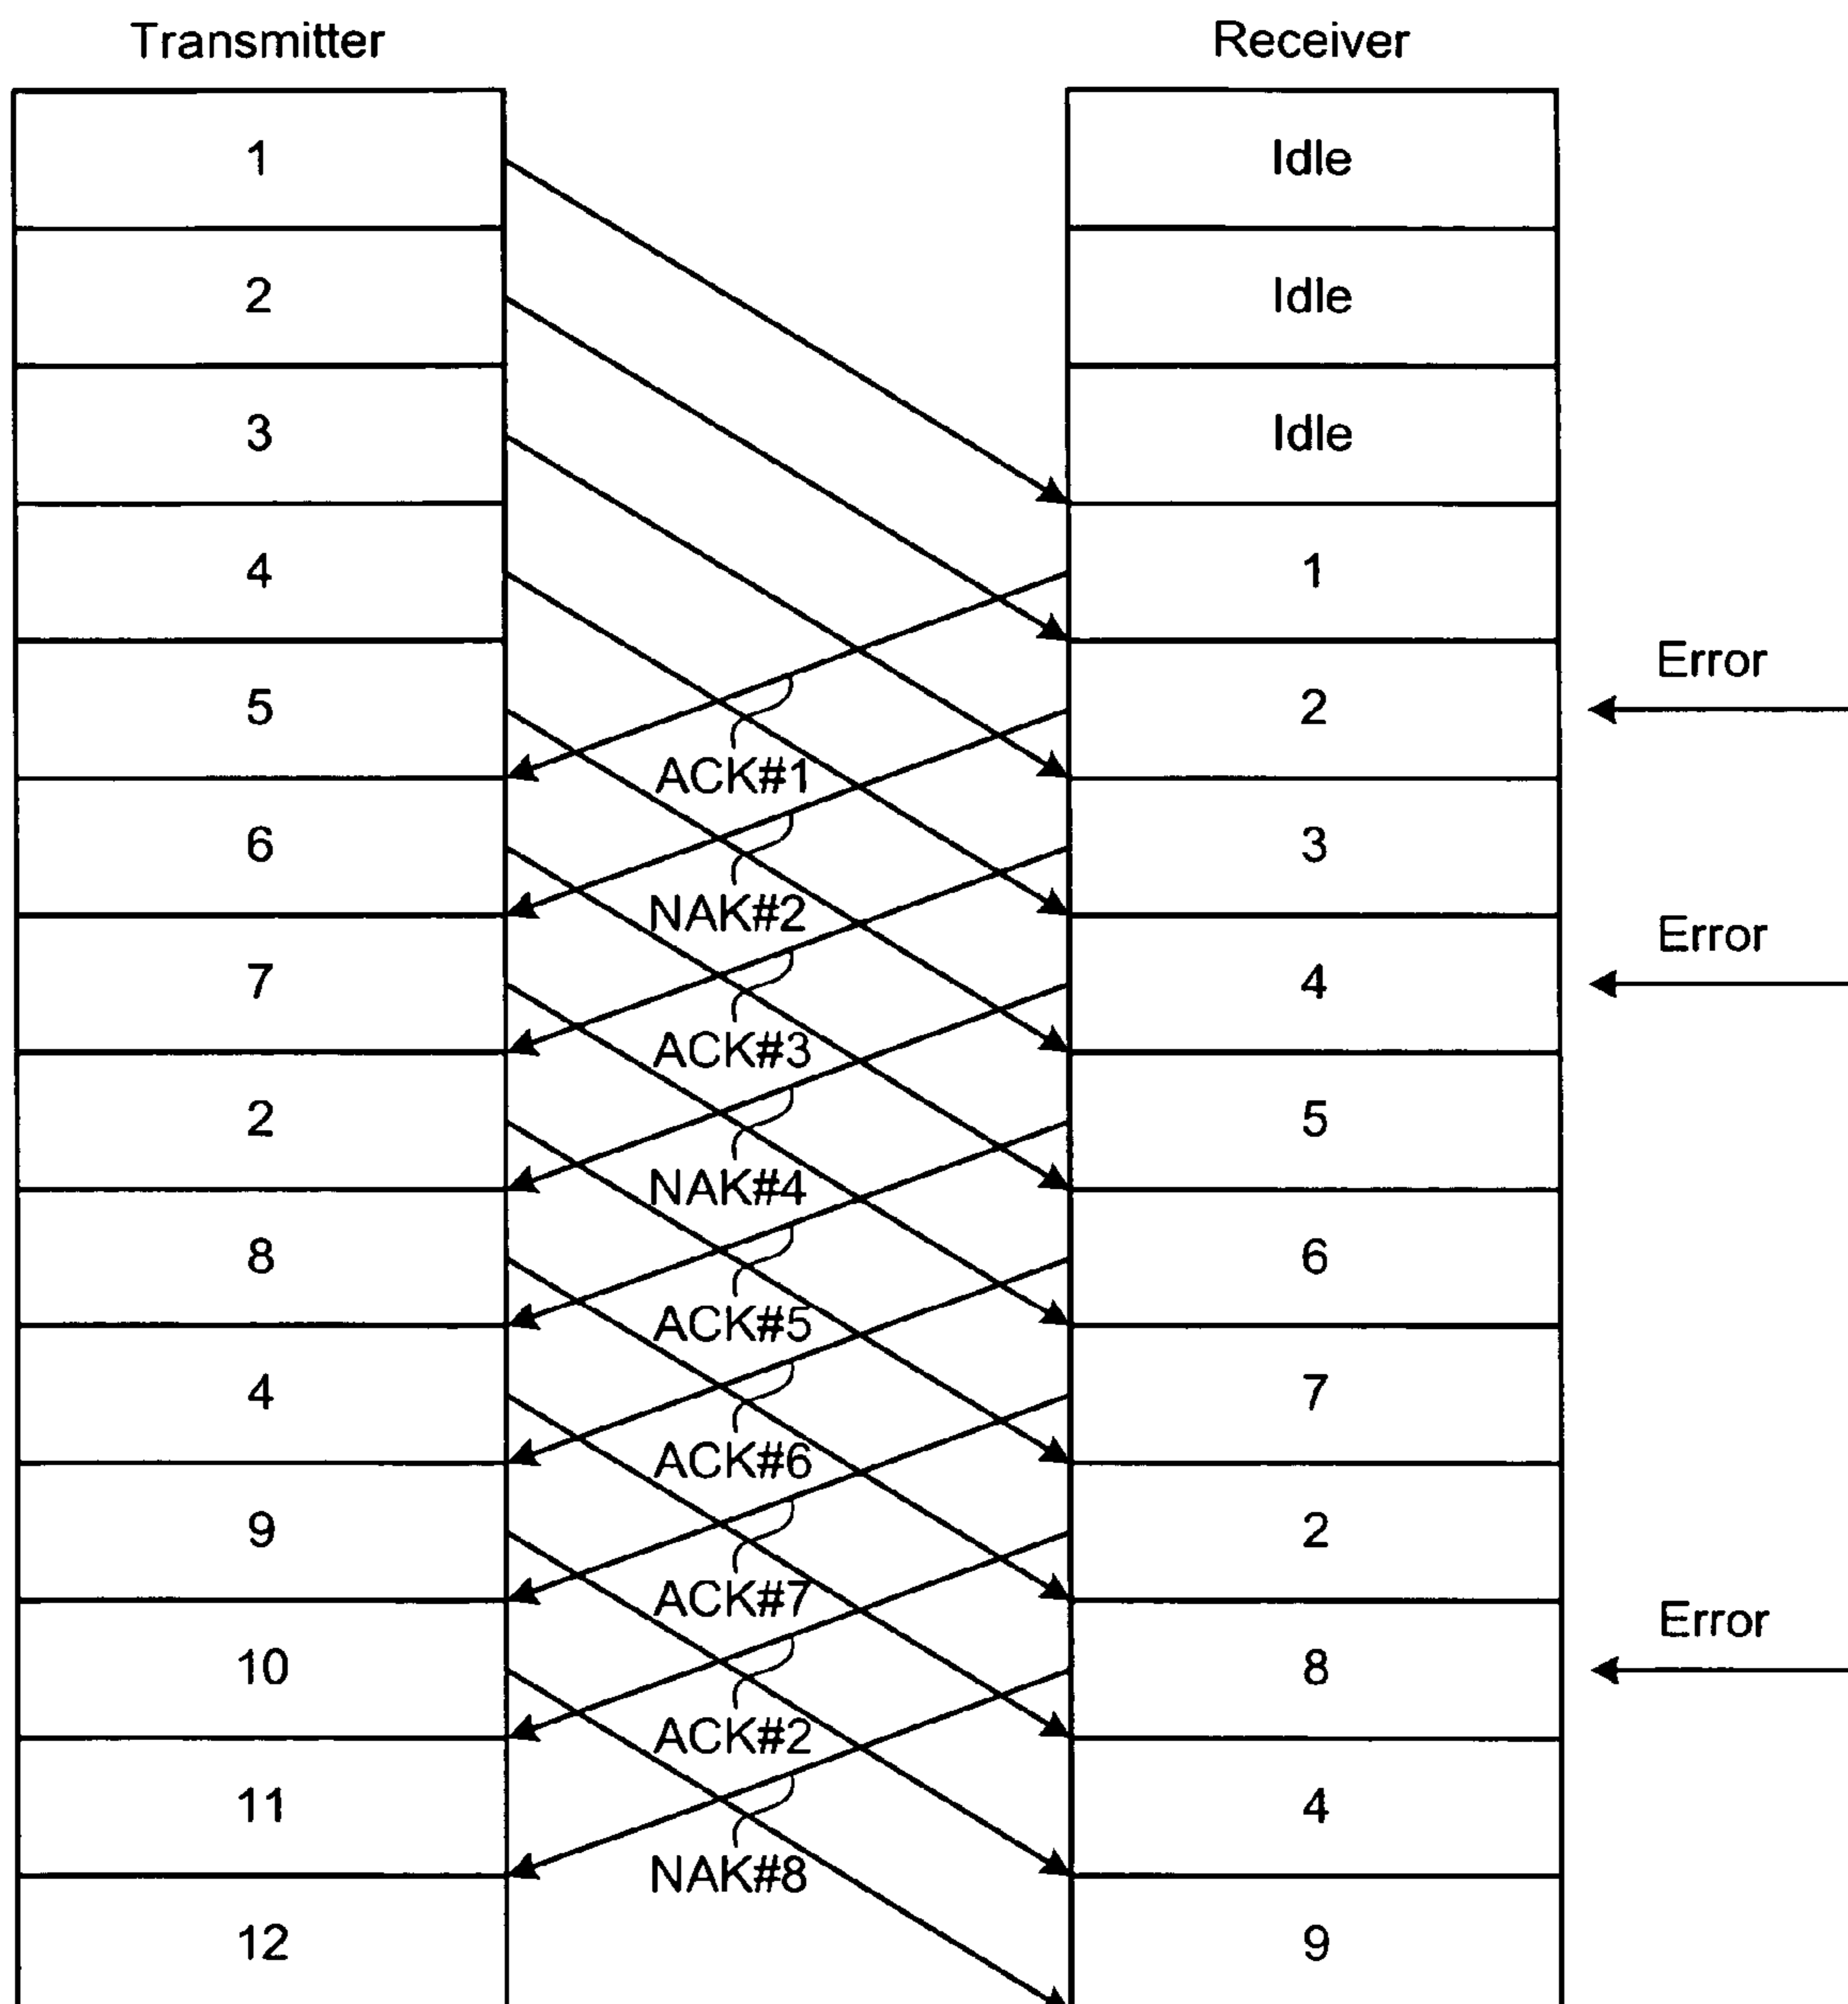 Transmitter Receiver
1 Idle
2 Idle
3 Idle
4 1
Error
5 2
ACK#1
6 3
NAK#2
Error
7 4
ACK#3
2 5
NAK#4
8 6
ACK#5
4 7
ACK#6
9 2
ACK#7
Error
10 8
ACK#2
11 4
NAK#8
12 9